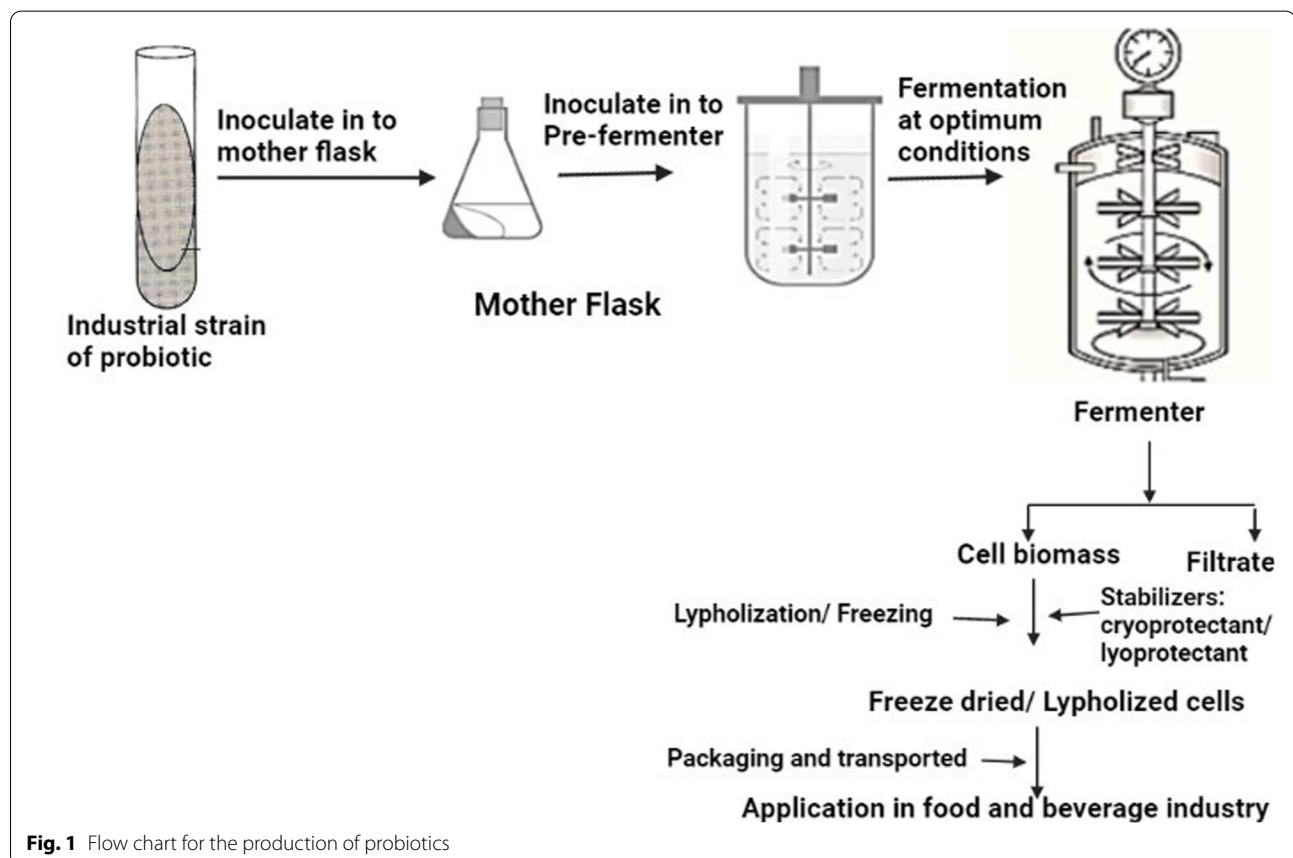 Inoculate in to
mother flask
Inoculate in to
Pre-fermenter
Fermentation
at optimum
conditions
Industrial strain
of probiotic
Mother Flask
Fermenter
Cell biomass
Filtrate
Lypholization/ Freezing
Stabilizers:
cryoprotectant/
lyoprotectant
Freeze dried/ Lypholized cells
Packaging and transported
Application in food and beverage industry
Fig. 1 Flow chart for the production of probiotics